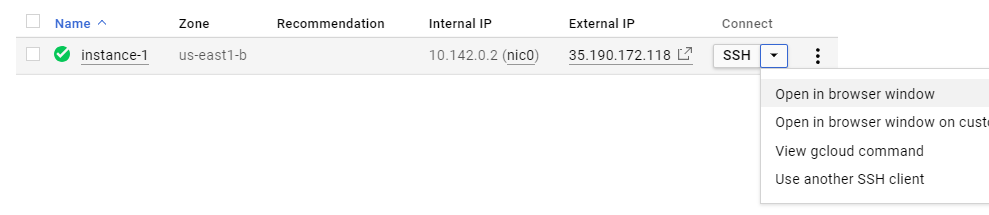 Name Zone Recommendation Internal IP External IP Connect
instance-1 us-east1-b 10.142.0.2 (nic0) 35.190.172.118 SSH
Open in browser window
Open in browser window on custo
View gcloud command
Use another SSH client